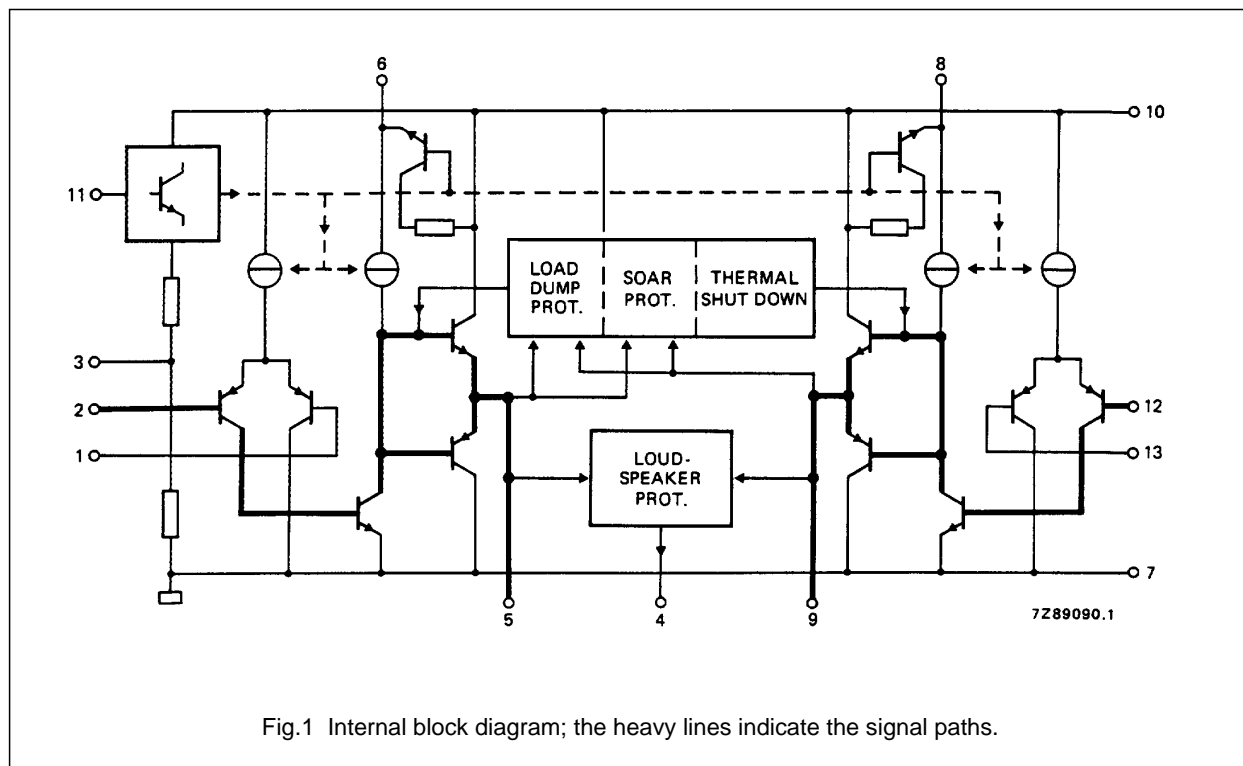 6
8
10
11
LOAD
DUMP
PROT.
SOAR
PROT.
THERMAL
SHUT DOWN
3
2
12
1
13
LOUD-
SPEAKER
PROT.
7
5
4
9
7Z89090.1
Fig.1 Internal block diagram; the heavy lines indicate the signal paths.